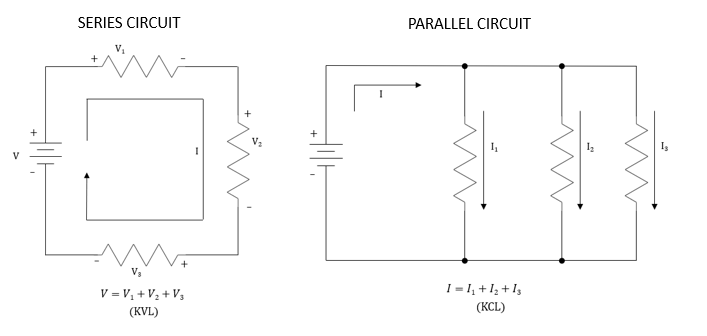 SERIES CIRCUIT
V₁
+ -
+
V
-
I
+
V₂
-
- +
V₃
V = V₁ + V₂ + V₃
(KVL)
PARALLEL CIRCUIT
I
+
-
I₁
I₂
I₃
I = I₁ + I₂ + I₃
(KCL)